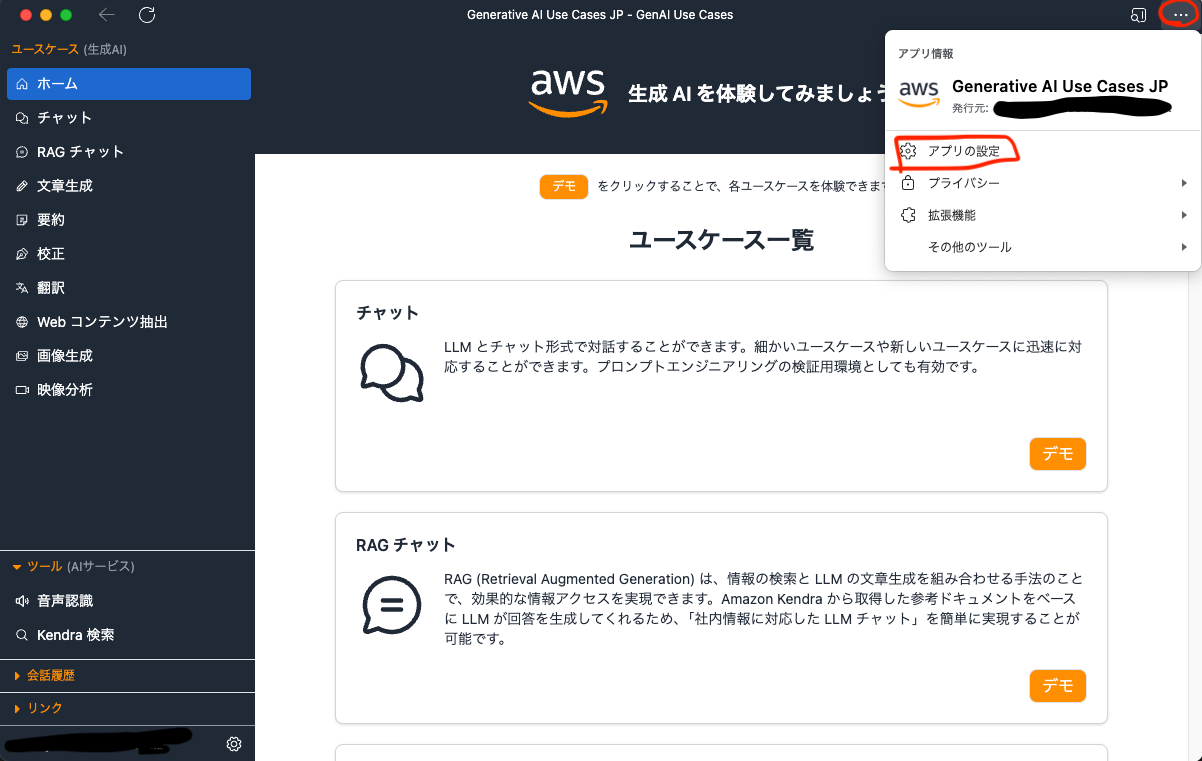 Generative AI Use Cases JP - GenAI Use Cases
ユースケース (生成AI)
ホーム
チャット
RAG チャット
文章生成
要約
校正
翻訳
Web コンテンツ抽出
画像生成
映像分析
ツール (AIサービス)
音声認識
Kendra 検索
会話履歴
リンク
aws 生成 AI を体験してみましょう
デモ をクリックすることで、各ユースケースを体験できます
ユースケース一覧
チャット
LLM とチャット形式で対話することができます。細かいユースケースや新しいユースケースに迅速に対
応することができます。プロンプトエンジニアリングの検証用環境としても有効です。
デモ
RAG チャット
RAG (Retrieval Augmented Generation) は、情報の検索と LLM の文章生成を組み合わせる手法のこと
で、効果的な情報アクセスを実現できます。Amazon Kendra から取得した参考ドキュメントをベース
に LLM が回答を生成してくれるため、「社内情報に対応した LLM チャット」を簡単に実現することが
可能です。
デモ
アプリ情報
aws Generative AI Use Cases JP
発行元:
アプリの設定
プライバシー
拡張機能
その他のツール